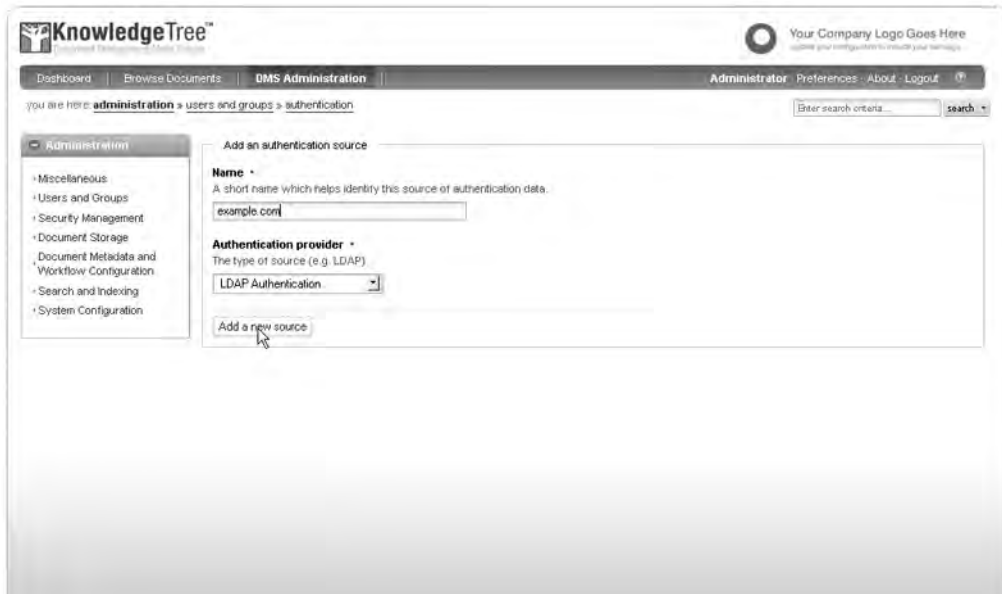 KnowledgeTree™
Your Company Logo Goes Here
Dashboard Browse Documents DMS Administration Administrator Preferences · About · Logout
you are here: administration » users and groups » authentication
Enter search criteria... search
Administration
Miscellaneous
Users and Groups
Security Management
Document Storage
Document Metadata and
Workflow Configuration
Search and Indexing
System Configuration
Add an authentication source
Name
A short name which helps identify this source of authentication data.
example.com
Authentication provider
The type of source (e.g. LDAP)
LDAP Authentication
Add a new source